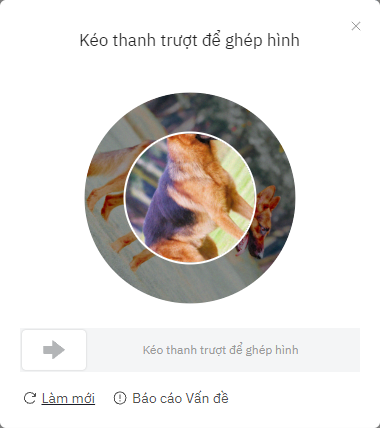 Kéo thanh trượt để ghép hình
Kéo thanh trượt để ghép hình
Làm mới
Báo cáo Vấn đề